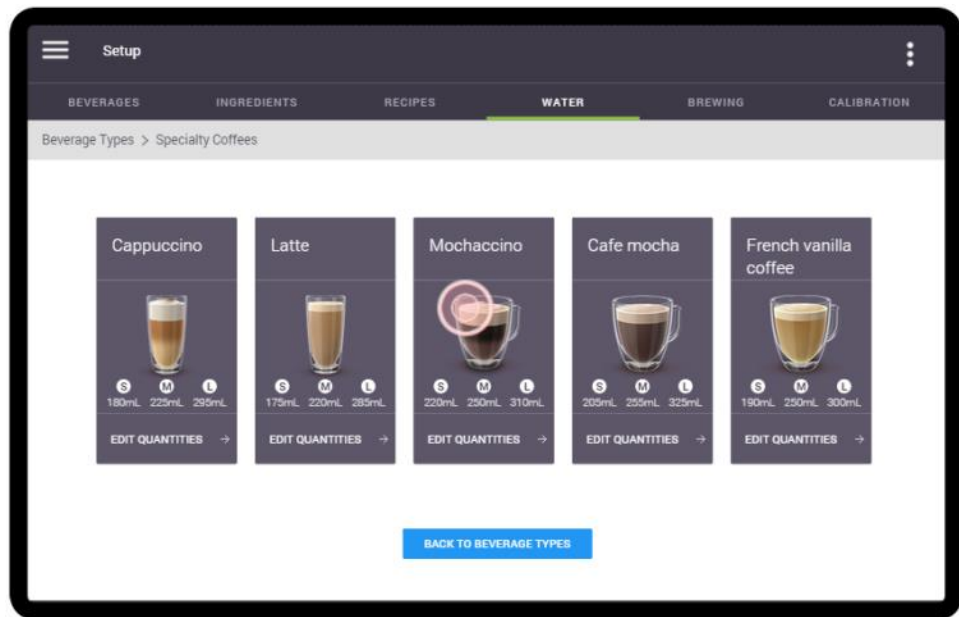 Setup
BEVERAGES INGREDIENTS RECIPES WATER BREWING CALIBRATION
Beverage Types > Specialty Coffees
Cappuccino
S M L
180mL 225mL 295mL
EDIT QUANTITIES →
Latte
S M L
175mL 220mL 285mL
EDIT QUANTITIES →
Mochaccino
S M L
220mL 250mL 310mL
EDIT QUANTITIES →
Cafe mocha
S M L
205mL 255mL 325mL
EDIT QUANTITIES →
French vanilla
coffee
S M L
190mL 250mL 300mL
EDIT QUANTITIES →
BACK TO BEVERAGE TYPES